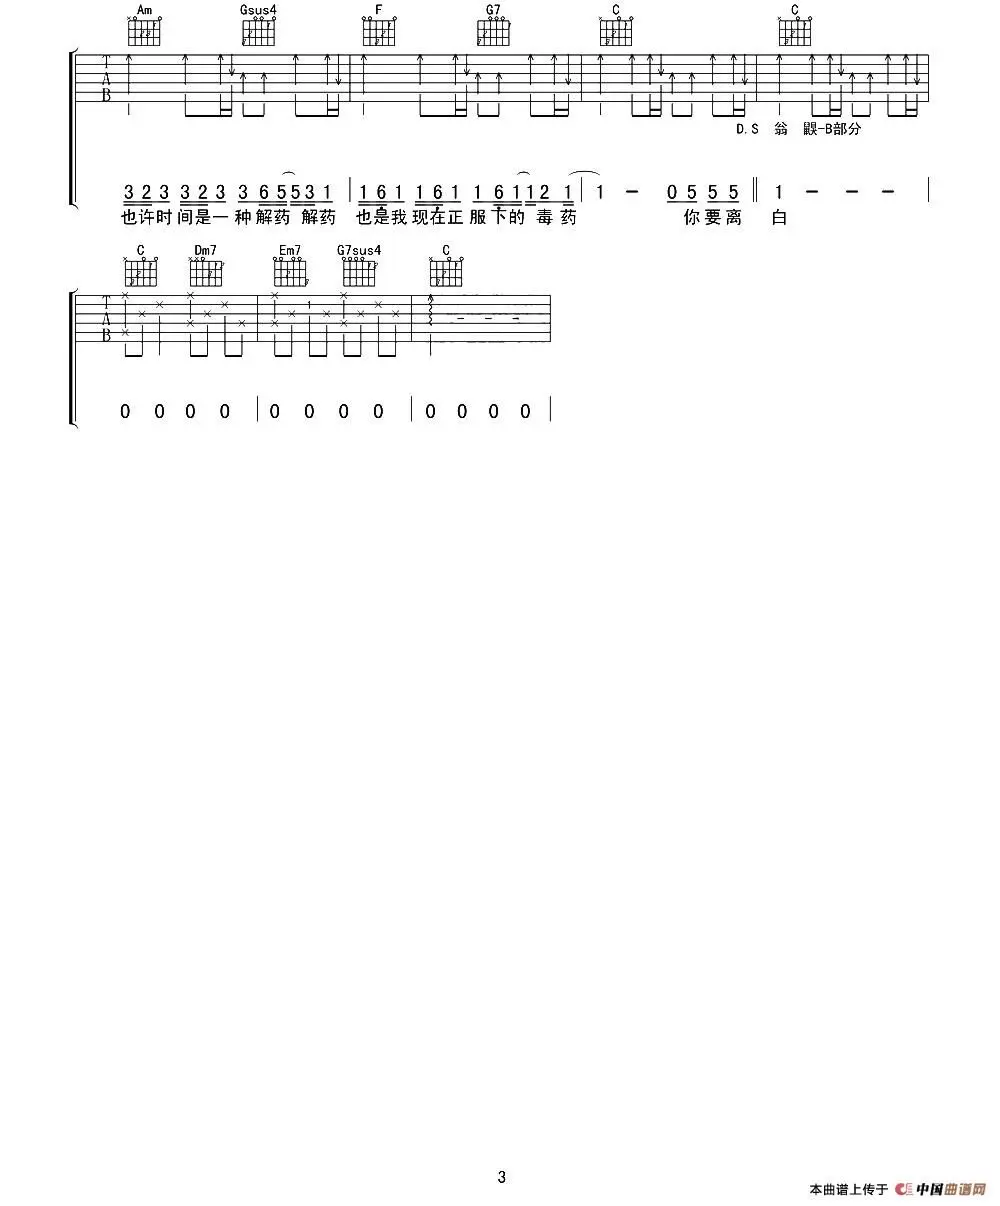 Am Gsus4 F G7 C C
T
A
B
D.S 翁 鼹-B部分
3 2 3 3 2 3 3 6 5 5 3 1 1 6 1 1 6 1 1 6 1 1 2 1 1 - 0 5 5 5 1 - - -
也许时间是一种解药 解药 也是我现在正服下的 毒药 你要离 白
C Dm7 Em7 G7sus4 C
T
A
B
1
0 0 0 0 0 0 0 0 0 0 0 0
3
本曲谱上传于 中国曲谱网